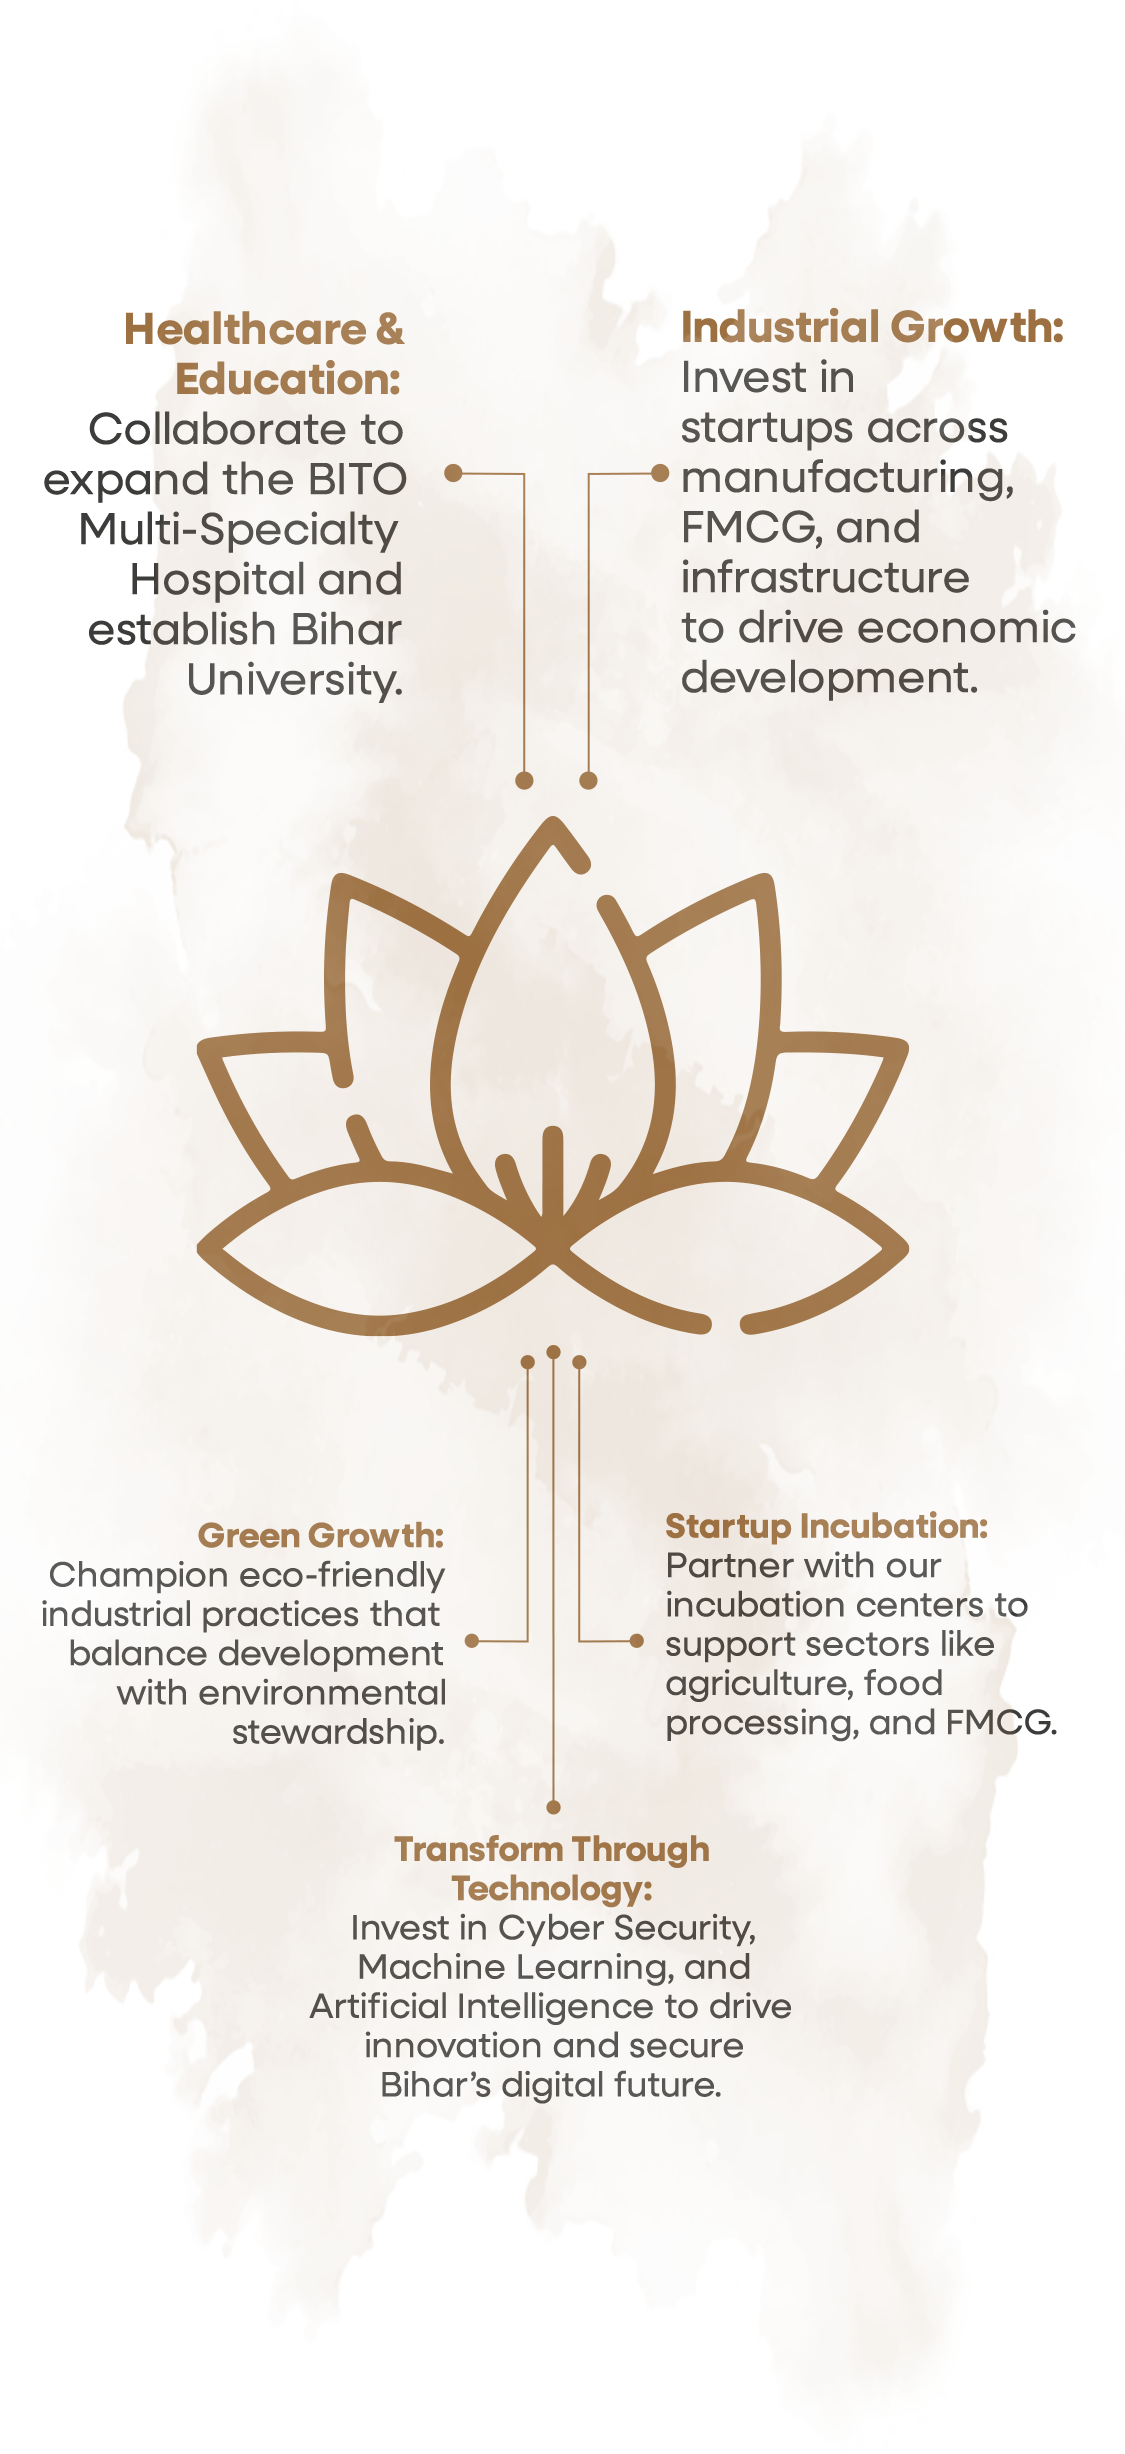 Healthcare &
Education:
Collaborate to
expand the BITO
Multi-Specialty
Hospital and
establish Bihar
University.
Industrial Growth:
Invest in
startups across
manufacturing,
FMCG, and
infrastructure
to drive economic
development.
Green Growth:
Champion eco-friendly
industrial practices that
balance development
with environmental
stewardship.
Startup Incubation:
Partner with our
incubation centers to
support sectors like
agriculture, food
processing, and FMCG.
Transform Through
Technology:
Invest in Cyber Security,
Machine Learning, and
Artificial Intelligence to drive
innovation and secure
Bihar’s digital future.